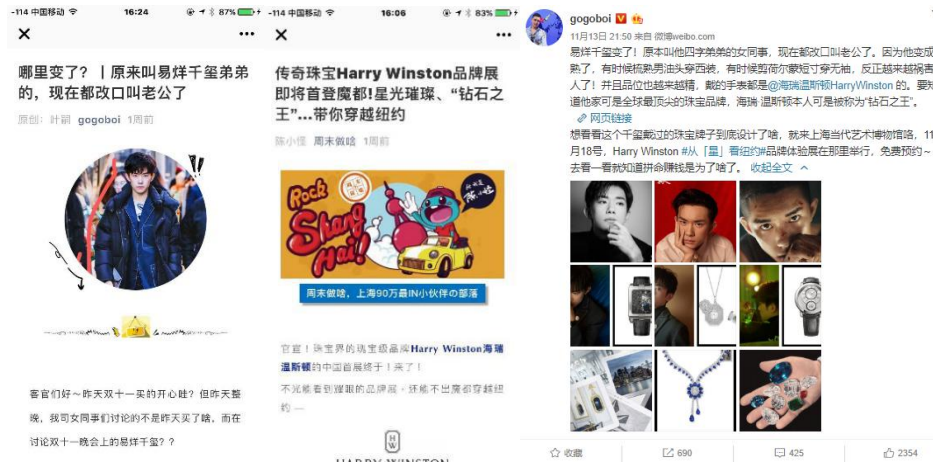 -114 中国移动 16:24 87%
哪里变了？｜原来叫易烊千玺弟弟
的，现在都改口叫老公了
原创：叶嗣 gogoboi 1周前
客官们好～昨天双十一买的开心哇？但昨天整
晚，我司女同事们讨论的不是昨天买了啥，而在
讨论双十一晚会上的易烊千玺？？
-114 中国移动 16:06 83%
传奇珠宝Harry Winston品牌展
即将首登魔都!星光璀璨、“钻石之
王”...带你穿越纽约
陈小怪 周末做啥 1周前
Rock
Shang
Hai!
周末做啥，上海90万最IN小伙伴の部落
官宣！珠宝界的瑰宝级品牌Harry Winston海瑞
温斯顿的中国首展终于！来了！
不光能看到耀眼的品牌展，还能不出魔都穿越纽
约 —
HARRY WINSTON
gogoboi
11月13日 21:50 来自 微博weibo.com
易烊千玺变了！原本叫他四字弟弟的女同事，现在都改口叫老公了。因为他变成
熟了，有时候梳熟男油头穿西装，有时候剪荷尔蒙短寸穿无袖，反正越来越祸害
人了！并且品位也越来越精，戴的手表都是@海瑞温斯顿HarryWinston 的。要知
道他家可是全球最顶尖的珠宝品牌，海瑞·温斯顿本人可是被称为“钻石之王”。
网页链接
想看看这个千玺戴过的珠宝牌子到底设计了啥，就来上海当代艺术博物馆咯，11
月18号，Harry Winston #从「星」看纽约#品牌体验展在那里举行，免费预约～
去看一看就知道拼命赚钱是为了啥了。 收起全文
收藏 690 425 2354